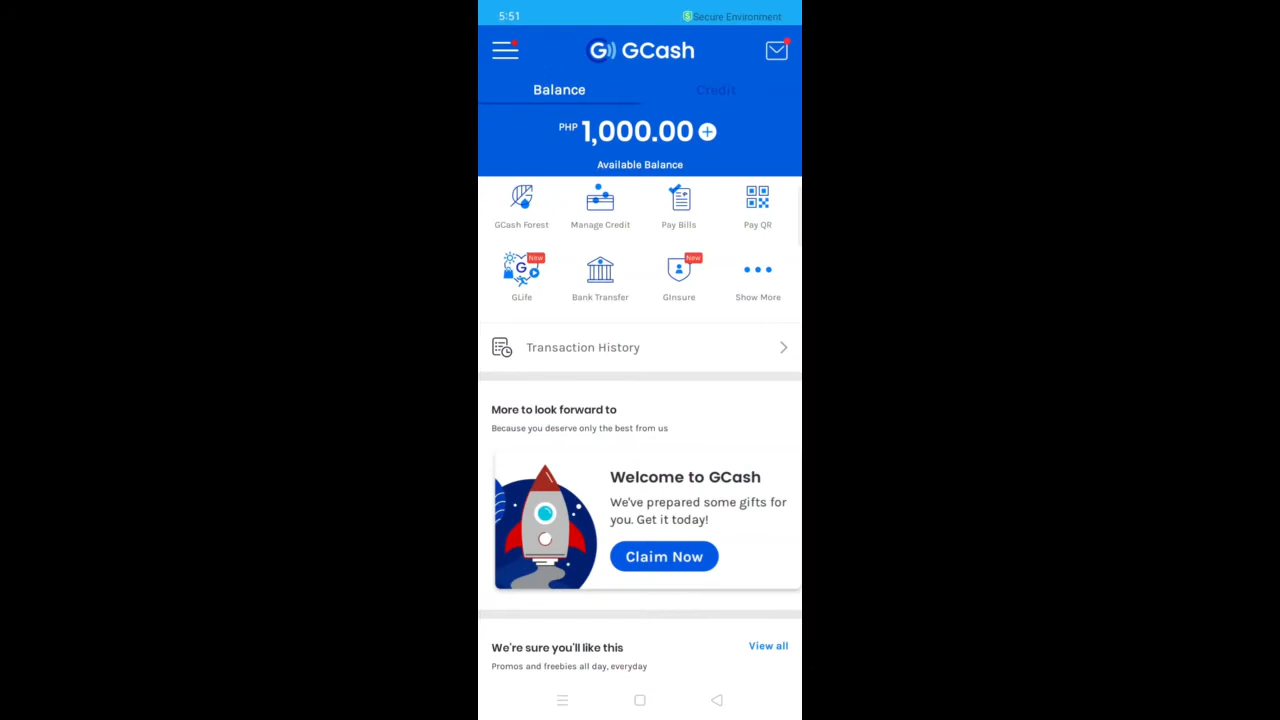 5:51
Secure Environment
GCash
Balance
Credit
PHP 1,000.00
Available Balance
GCash Forest
Manage Credit
Pay Bills
Pay QR
New
New
GLife
Bank Transfer
GInsure
Show More
Transaction History
More to look forward to
Because you deserve only the best from us
Welcome to GCash
We've prepared some gifts for
you. Get it today!
Claim Now
We're sure you'll like this
View all
Promos and freebies all day, everyday